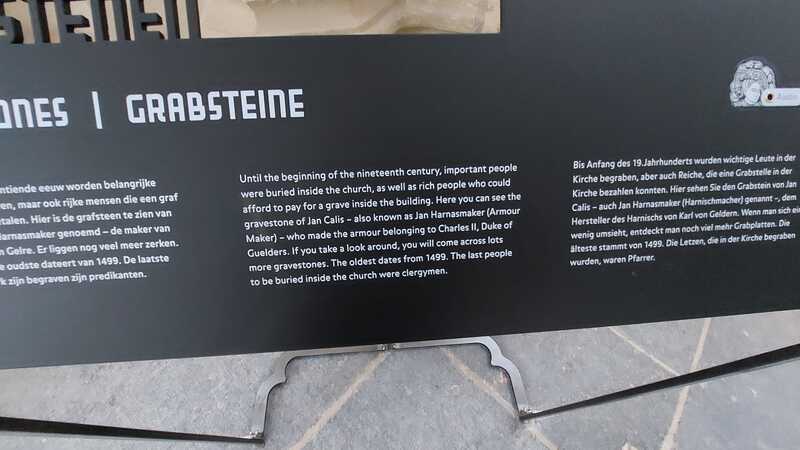 ONES | GRABSTEINE
ntiende eeuw worden belangrijke
en, maar ook rijke mensen die een graf
talen. Hier is de grafsteen te zien van
Harnasmaker genoemd – de maker van
n Gelre. Er liggen nog veel meer zerken.
e oudste dateert van 1499. De laatste
k zijn begraven zijn predikanten.
Until the beginning of the nineteenth century, important people
were buried inside the church, as well as rich people who could
afford to pay for a grave inside the building. Here you can see the
gravestone of Jan Calis – also known as Jan Harnasmaker (Armour
Maker) – who made the armour belonging to Charles II, Duke of
Guelders. If you take a look around, you will come across lots
more gravestones. The oldest dates from 1499. The last people
to be buried inside the church were clergymen.
Bis Anfang des 19.Jahrhunderts wurden wichtige Leute in der
Kirche begraben, aber auch Reiche, die eine Grabstelle in der
Kirche bezahlen konnten. Hier sehen Sie den Grabstein von Jan
Calis – auch Jan Harnasmaker (Harnischmacher) genannt –, dem
Hersteller des Harnischs von Karl von Geldern. Wenn man sich ein
wenig umsieht, entdeckt man noch viel mehr Grabplatten. Die
älteste stammt von 1499. Die Letzen, die in der Kirche begraben
wurden, waren Pfarrer.